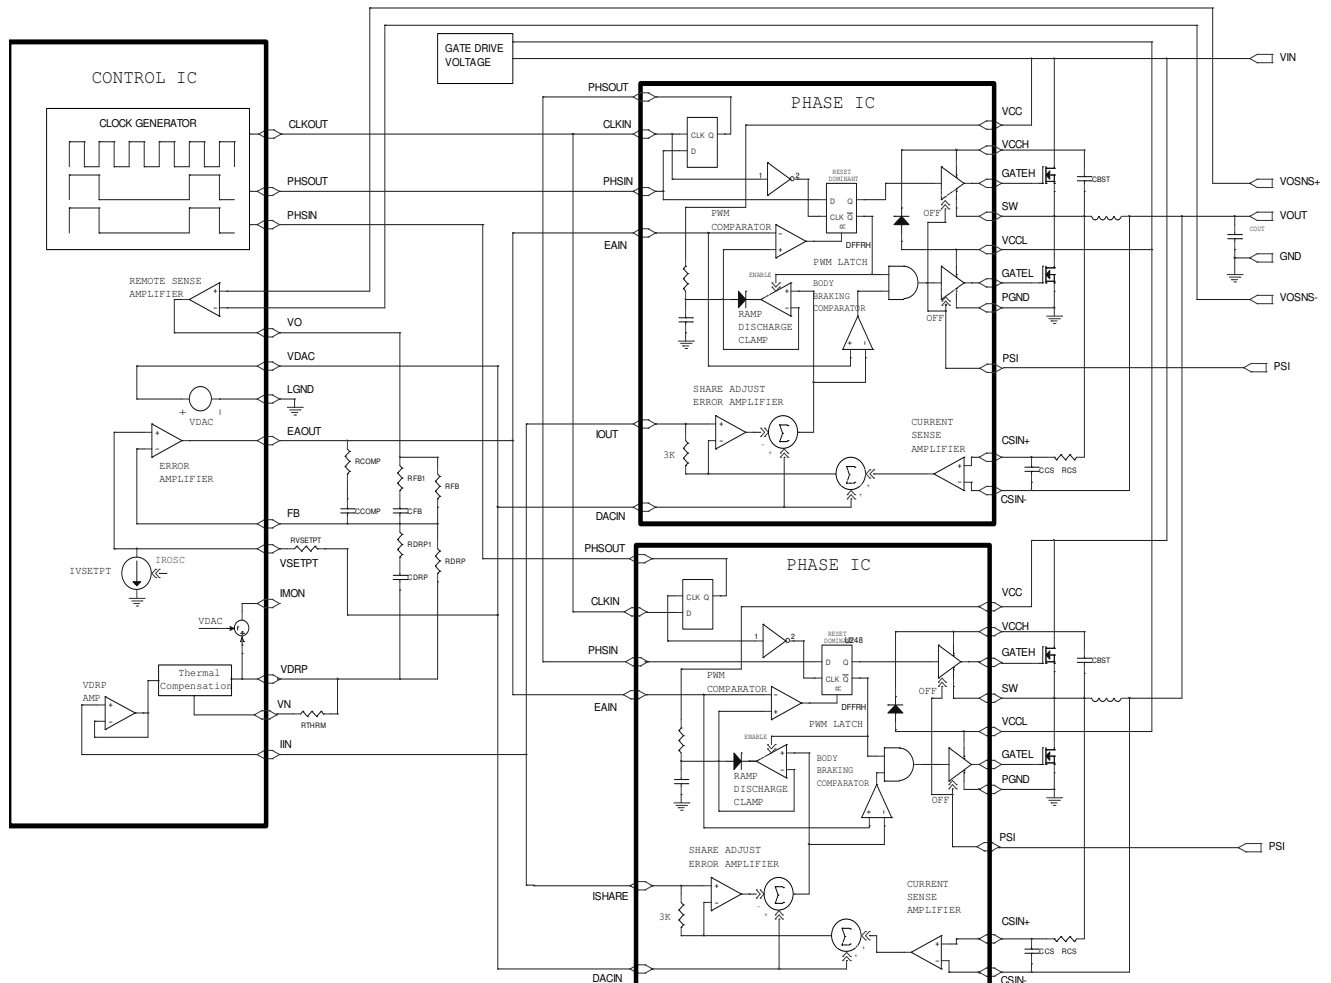 GATE DRIVE
VOLTAGE
VIN
CONTROL IC
CLOCK GENERATOR
CLKOUT
PHSOUT
PHSIN
REMOTE SENSE
AMPLIFIER
VO
VDAC
LGND
+
-
VDAC
EAOUT
+
-
ERROR
AMPLIFIER
RCOMP
CCOMP
RFB1
CFB
RFB
FB
RVSETPT
VSETPT
RDRP1
CDRP
RDRP
IVSETPT
IROSC
IMON
VDAC
VDRP
AMP
Thermal
Compensation
VDRP
VN
RTHRM
IIN
PHASE IC
PHSOUT
CLKIN
PHSIN
EAIN
IOUT
DACIN
CLK Q
D
1
2
RESET
DOMINANT
D Q
CLK Q
R
DFFRH
PWM
COMPARATOR
PWM LATCH
ENABLE
BODY
BRAKING
COMPARATOR
RAMP
DISCHARGE
CLAMP
SHARE ADJUST
ERROR AMPLIFIER
3K
CURRENT
SENSE
AMPLIFIER
OFF
OFF
VCC
VCCH
GATEH
SW
VCCL
GATEL
PGND
PSI
CSIN+
CSIN-
CBST
CCS RCS
VOSNS+
VOUT
COUT
GND
VOSNS-
PSI
PHASE IC
PHSOUT
CLKIN
PHSIN
EAIN
ISHARE
DACIN
CLK Q
D
1
2
RESET
DOMINANT
U248
D Q
CLK Q
R
DFFRH
PWM
COMPARATOR
PWM LATCH
ENABLE
BODY
BRAKING
COMPARATOR
RAMP
DISCHARGE
CLAMP
SHARE ADJUST
ERROR AMPLIFIER
3K
CURRENT
SENSE
AMPLIFIER
OFF
OFF
VCC
VCCH
GATEH
SW
VCCL
GATEL
PGND
PSI
CSIN+
CSIN-
CBST
CCS RCS
PSI